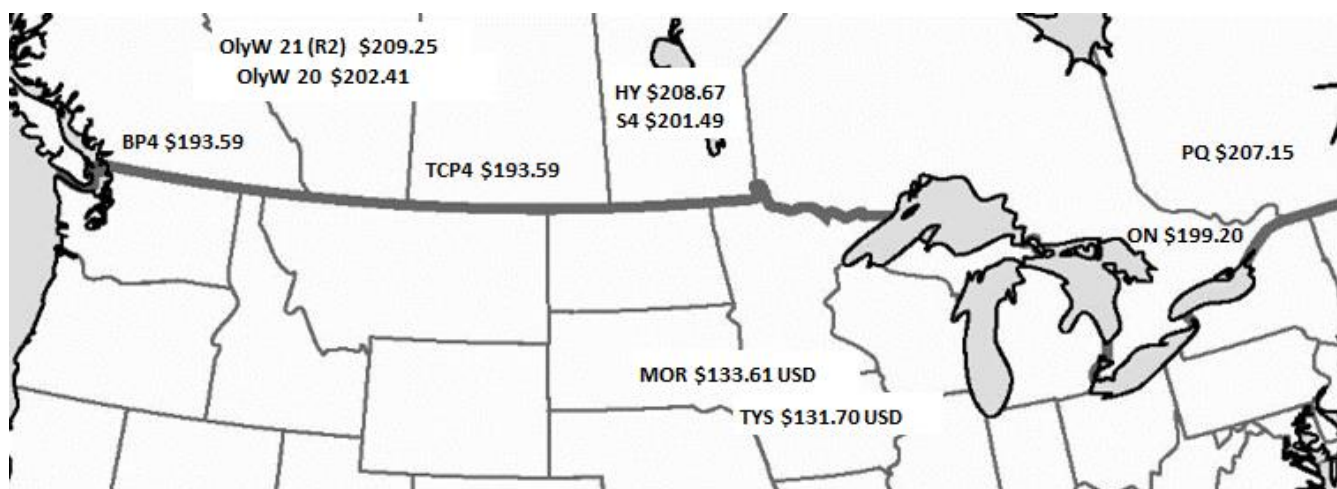 OlyW 21 (R2) $209.25
OlyW 20 $202.41
HY $208.67
S4 $201.49
BP4 $193.59
TCP4 $193.59
PQ $207.15
ON $199.20
MOR $133.61 USD
TYS $131.70 USD